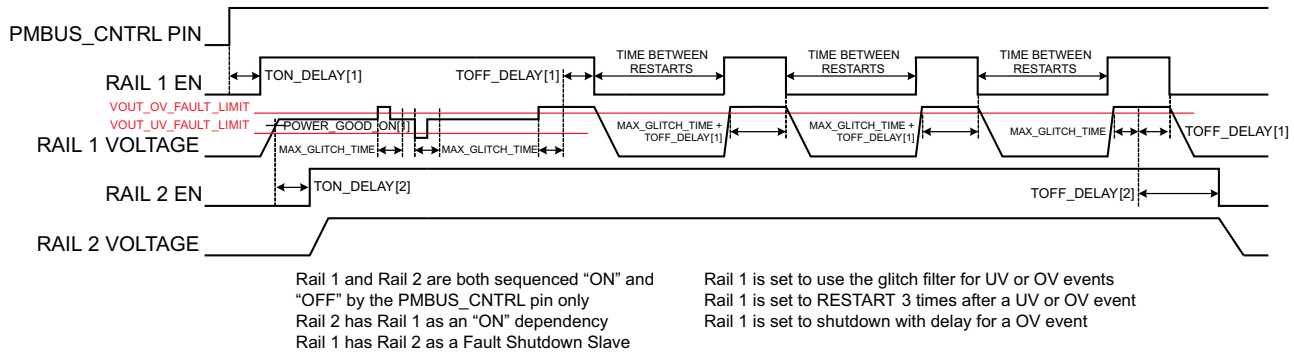 PMBUS_CNTRL PIN
TIME BETWEEN
RESTARTS
TIME BETWEEN
RESTARTS
TIME BETWEEN
RESTARTS
TON_DELAY[1]
TOFF_DELAY[1]
RAIL 1 EN
VOUT_OV_FAULT_LIMIT
VOUT_UV_FAULT_LIMIT
POWER_GOOD_ON[1]
MAX_GLITCH_TIME +
TOFF_DELAY[1]
MAX_GLITCH_TIME +
TOFF_DELAY[1]
MAX_GLITCH_TIME
TOFF_DELAY[1]
RAIL 1 VOLTAGE
MAX_GLITCH_TIME
MAX_GLITCH_TIME
RAIL 2 EN
TON_DELAY[2]
TOFF_DELAY[2]
RAIL 2 VOLTAGE
Rail 1 and Rail 2 are both sequenced “ON” and
“OFF” by the PMBUS_CNTRL pin only
Rail 2 has Rail 1 as an “ON” dependency
Rail 1 has Rail 2 as a Fault Shutdown Slave
Rail 1 is set to use the glitch filter for UV or OV events
Rail 1 is set to RESTART 3 times after a UV or OV event
Rail 1 is set to shutdown with delay for a OV event